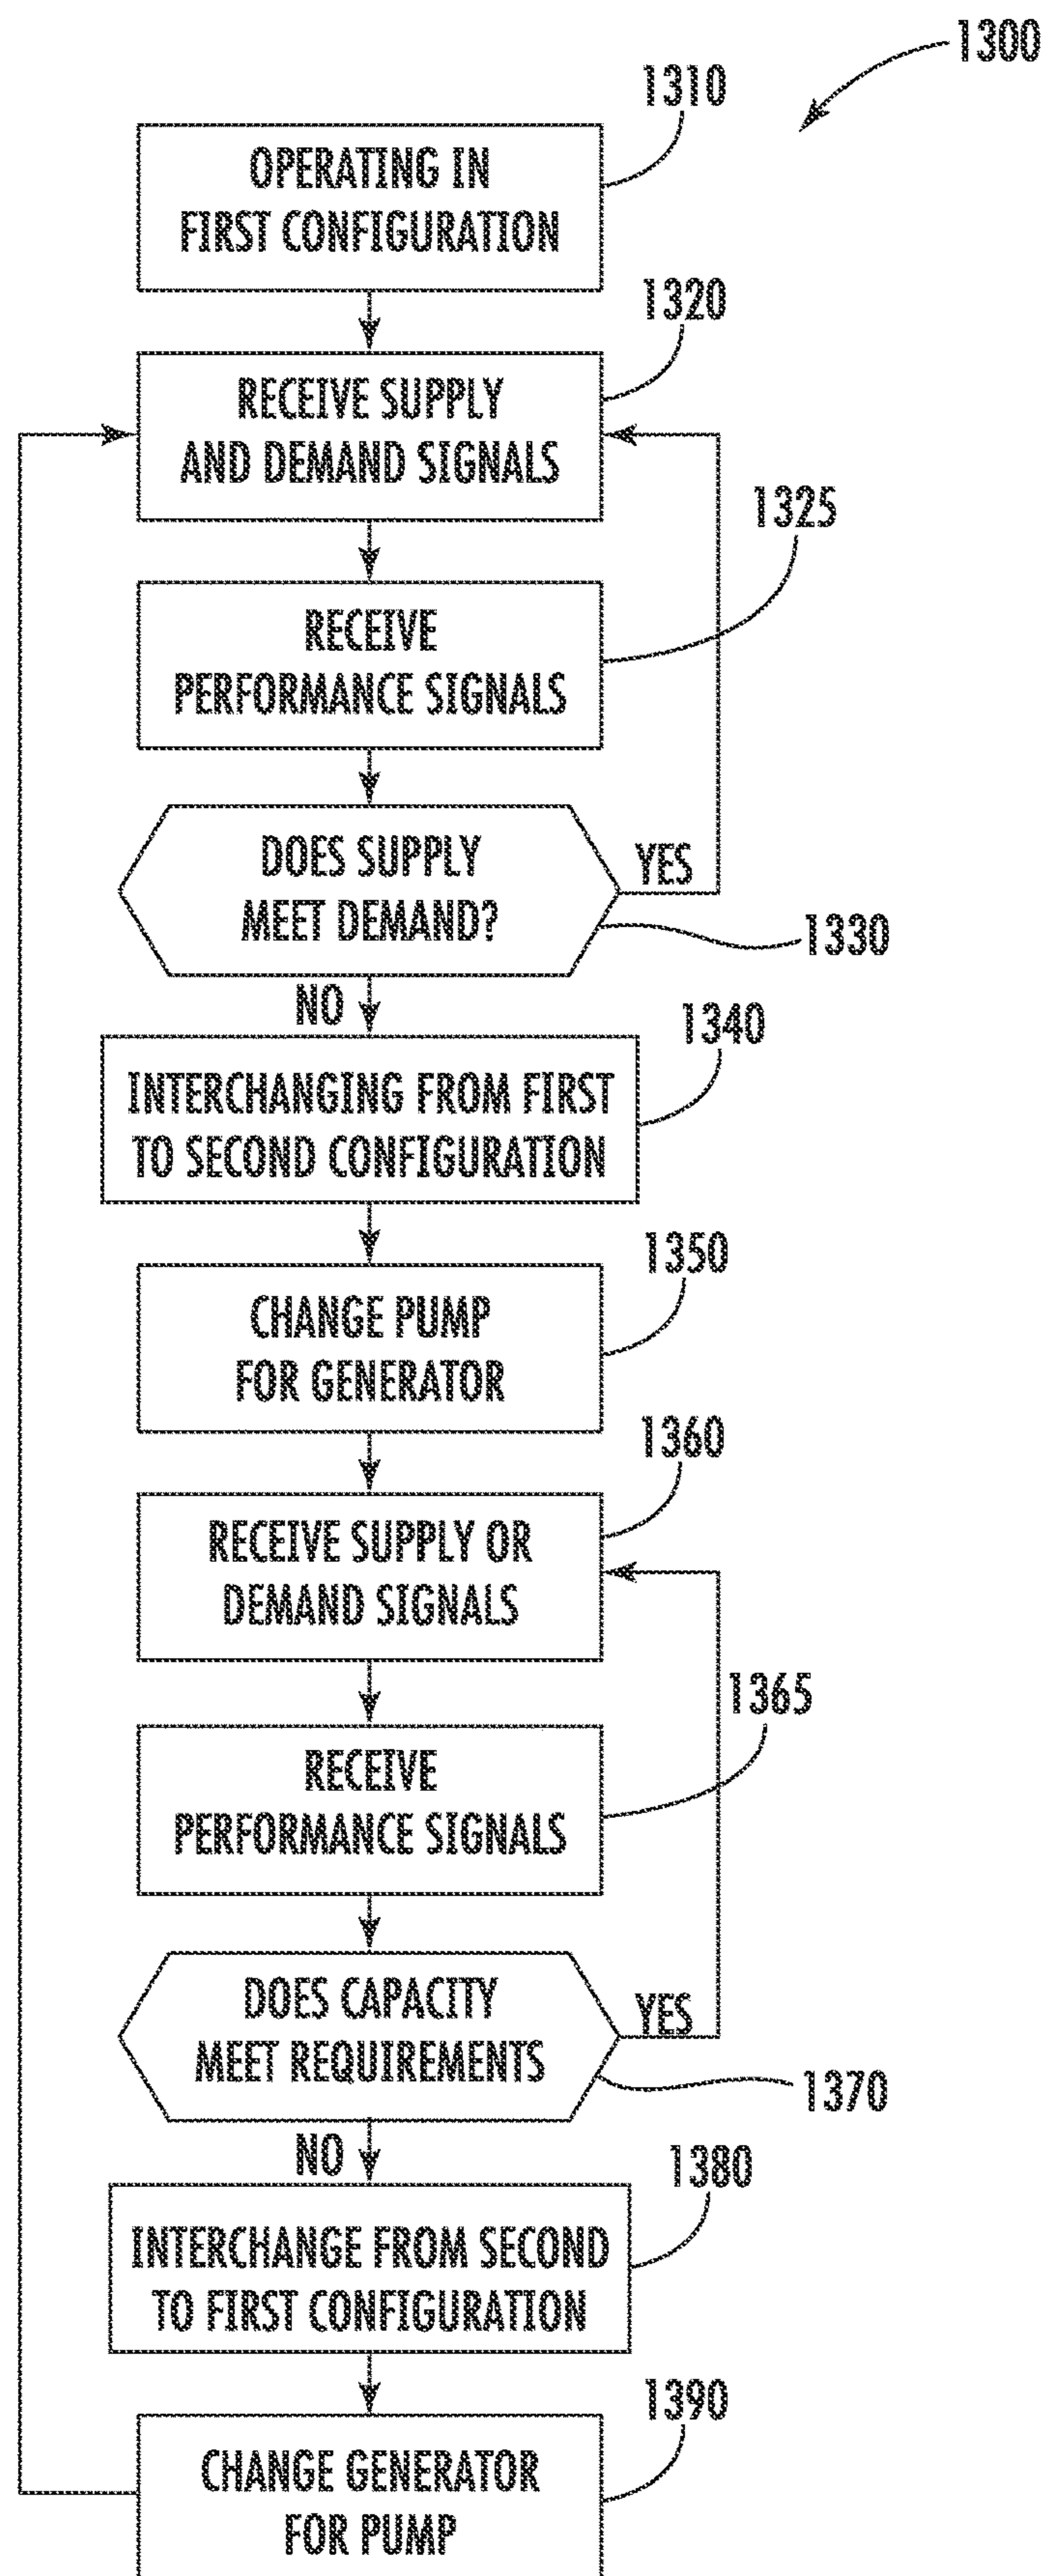 1300
1310
OPERATING IN
FIRST CONFIGURATION
1320
RECEIVE SUPPLY
AND DEMAND SIGNALS
1325
RECEIVE
PERFORMANCE SIGNALS
DOES SUPPLY
MEET DEMAND?
YES
1330
NO
1340
INTERCHANGING FROM FIRST
TO SECOND CONFIGURATION
1350
CHANGE PUMP
FOR GENERATOR
1360
RECEIVE SUPPLY OR
DEMAND SIGNALS
1365
RECEIVE
PERFORMANCE SIGNALS
DOES CAPACITY
MEET REQUIREMENTS
YES
1370
NO
1380
INTERCHANGE FROM SECOND
TO FIRST CONFIGURATION
1390
CHANGE GENERATOR
FOR PUMP